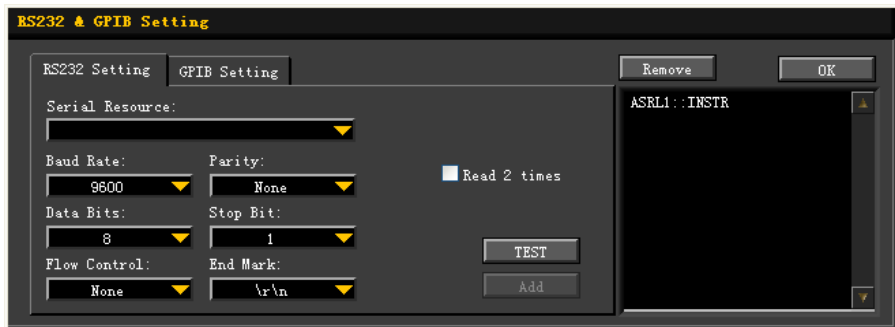 RS232 & GPIB Setting
RS232 Setting
GPIB Setting
Remove
OK
Serial Resource:
ASRL1::INSTR
Baud Rate:
Parity:
9600
None
Read 2 times
Data Bits:
Stop Bit:
8
1
TEST
Flow Control:
End Mark:
None
\r\n
Add